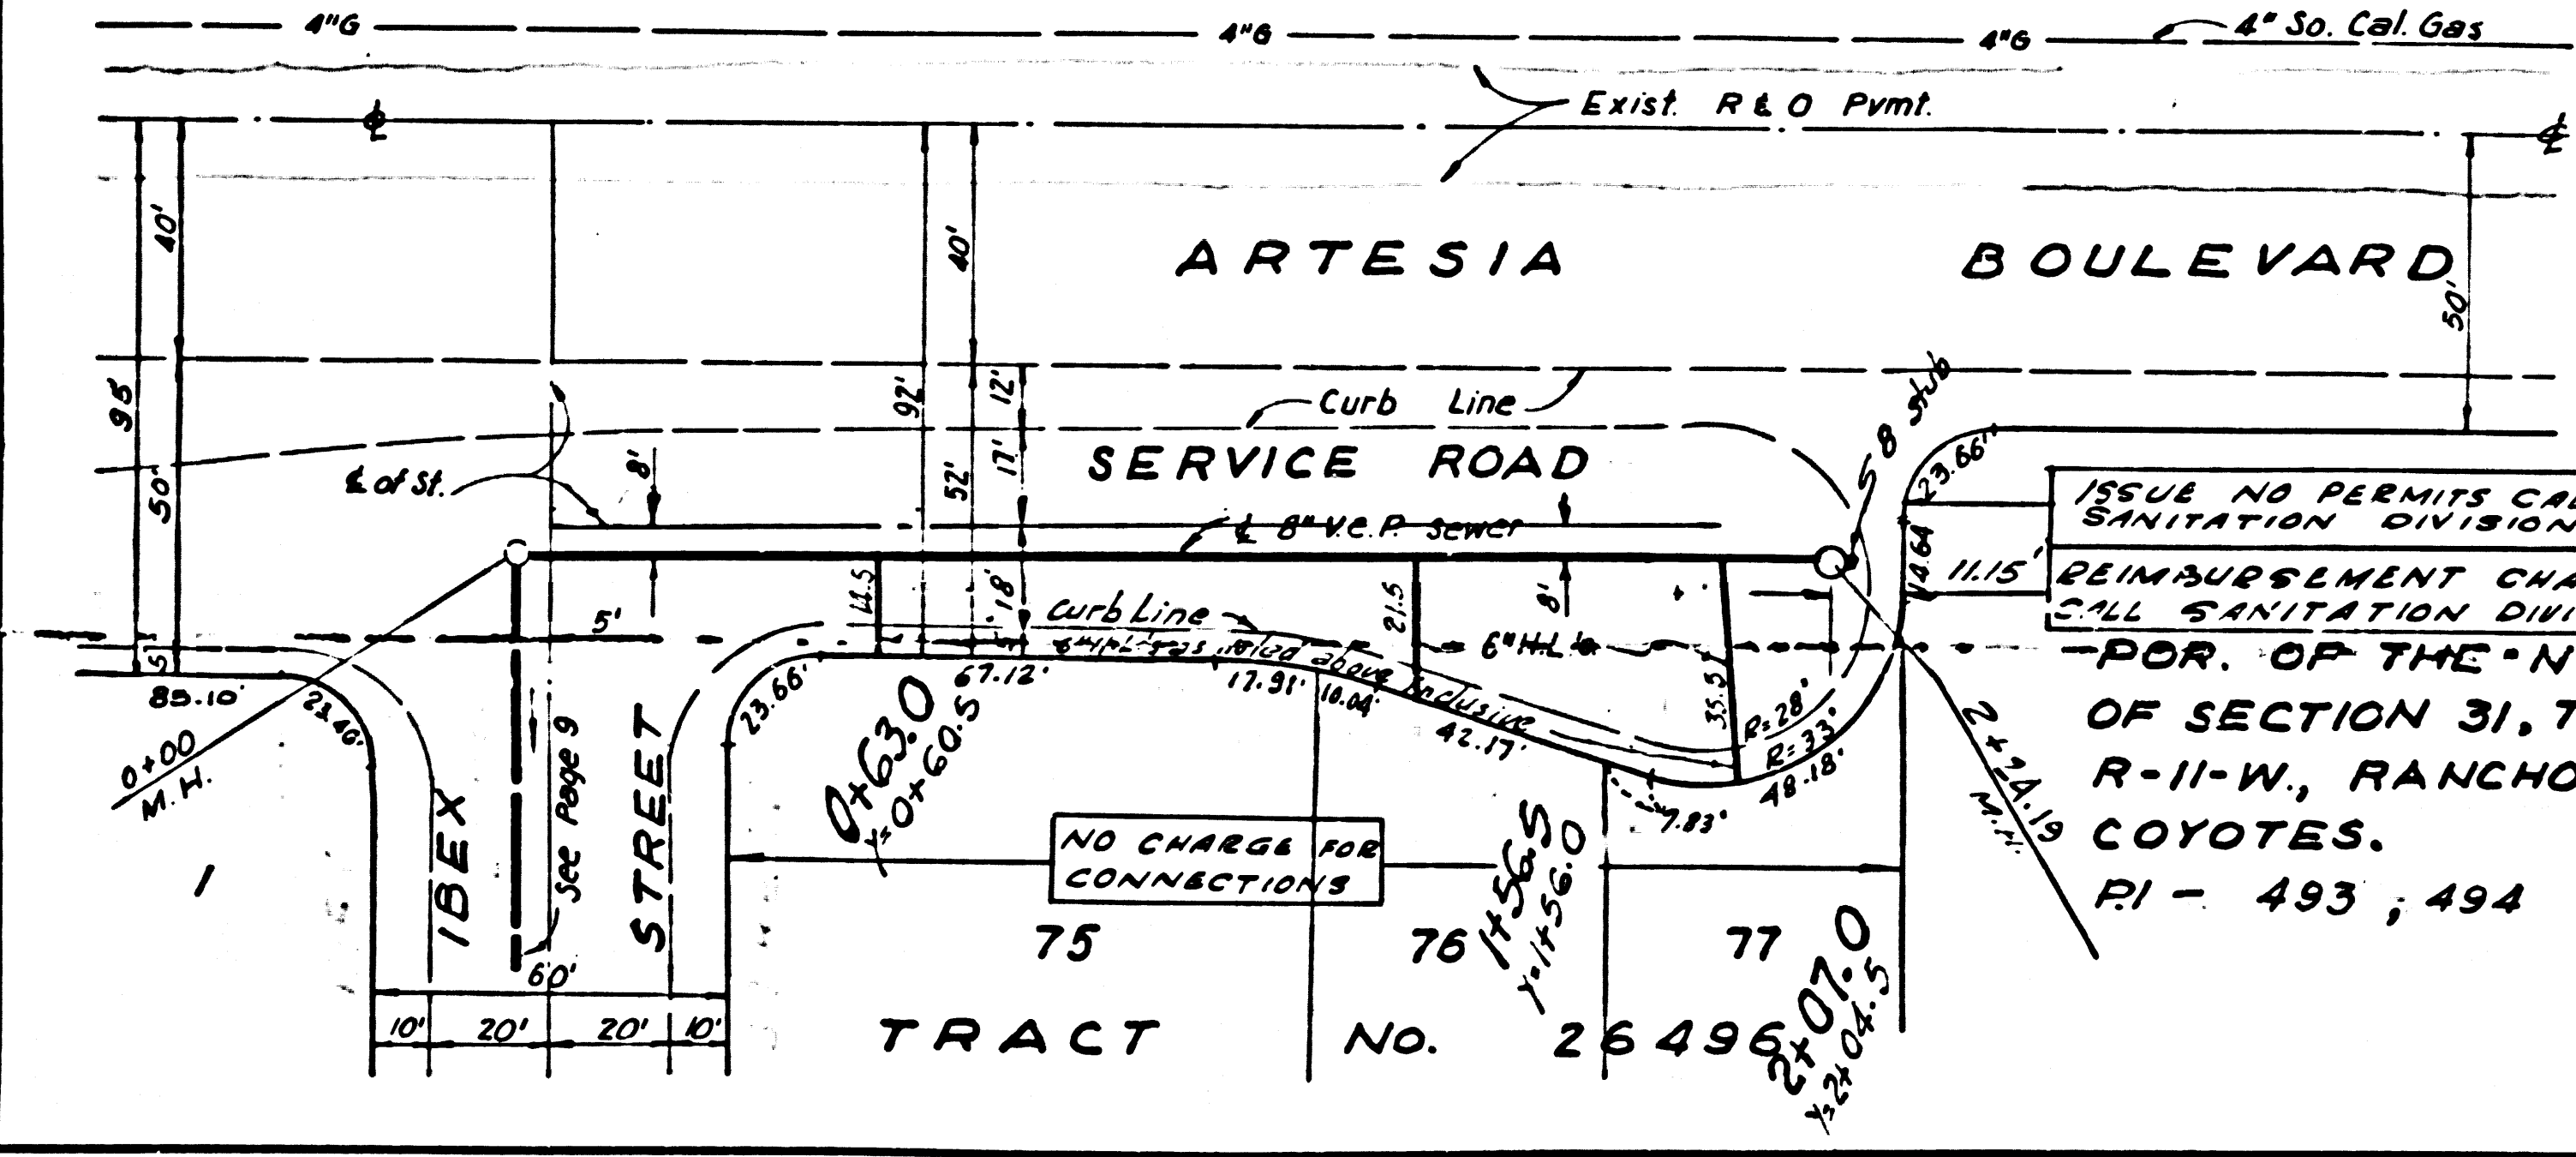 4"G
4"G
4"G
4" So. Cal. Gas
Exist. R & O Pvmt.
40'
40'
ARTESIA BOULEVARD
50'
95'
92'
12'
Curb Line
17'
52'
SERVICE ROAD
8 stub
23.66'
℄ of St.
8'
50'
℄ 8" V.C.P. sewer
ISSUE NO PERMITS CA
SANITATION DIVISION
14.64
11.15'
REIMBURSEMENT CHA
CALL SANITATION DIVI
5'
18'
Curb Line
21.5
8'
5'
above inclusive
35.5
R=28'
R=33'
85.10'
67.12'
17.91'
10.04'
42.17'
7.83'
48.18'
23.66'
0+00
M.H.
See Page 9
IBEX STREET
0+63.0
Y=0+60.5
NO CHARGE FOR
CONNECTIONS
1+56.5
Y=1+56.0
2+07.0
Y=2+04.5
2+24.19
M.H.
POR. OF THE N
OF SECTION 31, T
R-11-W., RANCHO
COYOTES.
P.I - 493 ; 494
1
75
76
77
60'
10' 20' 20' 10'
TRACT No. 26496